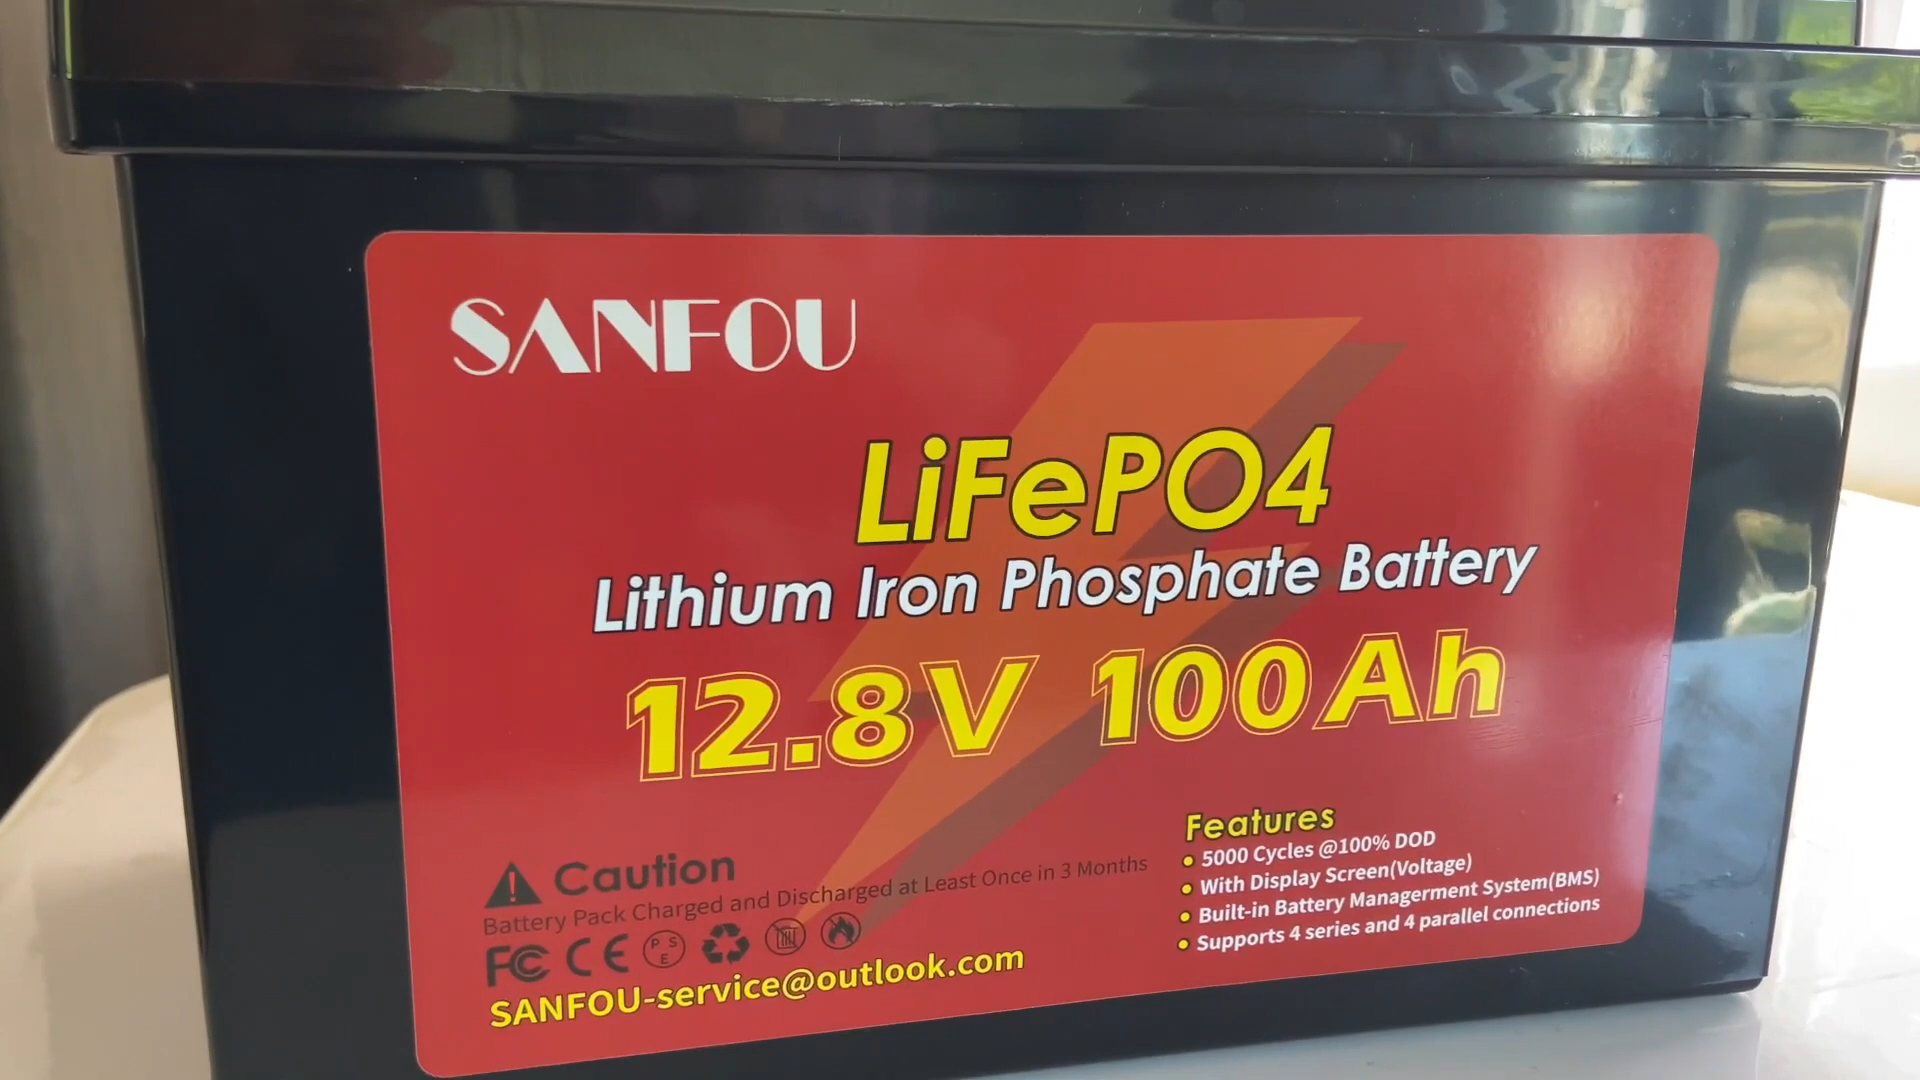 SANFOU
LiFePO4
Lithium Iron Phosphate Battery
12.8V 100Ah
Caution
Battery Pack Charged and Discharged at Least Once in 3 Months
FC CE PSE
SANFOU-service@outlook.com
Features
5000 Cycles @100% DOD
With Display Screen(Voltage)
Built-in Battery Managerment System(BMS)
Supports 4 series and 4 parallel connections